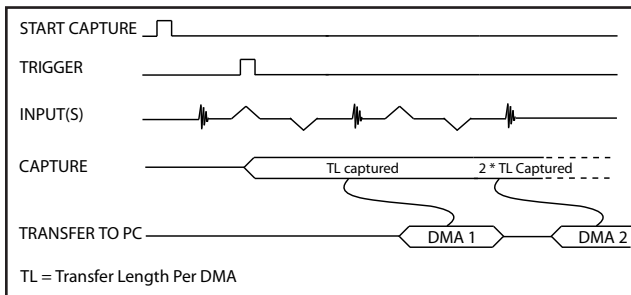 START CAPTURE
TRIGGER
INPUT(S)
CAPTURE
TL captured
2 * TL Captured
TRANSFER TO PC
DMA 1
DMA 2
TL = Transfer Length Per DMA